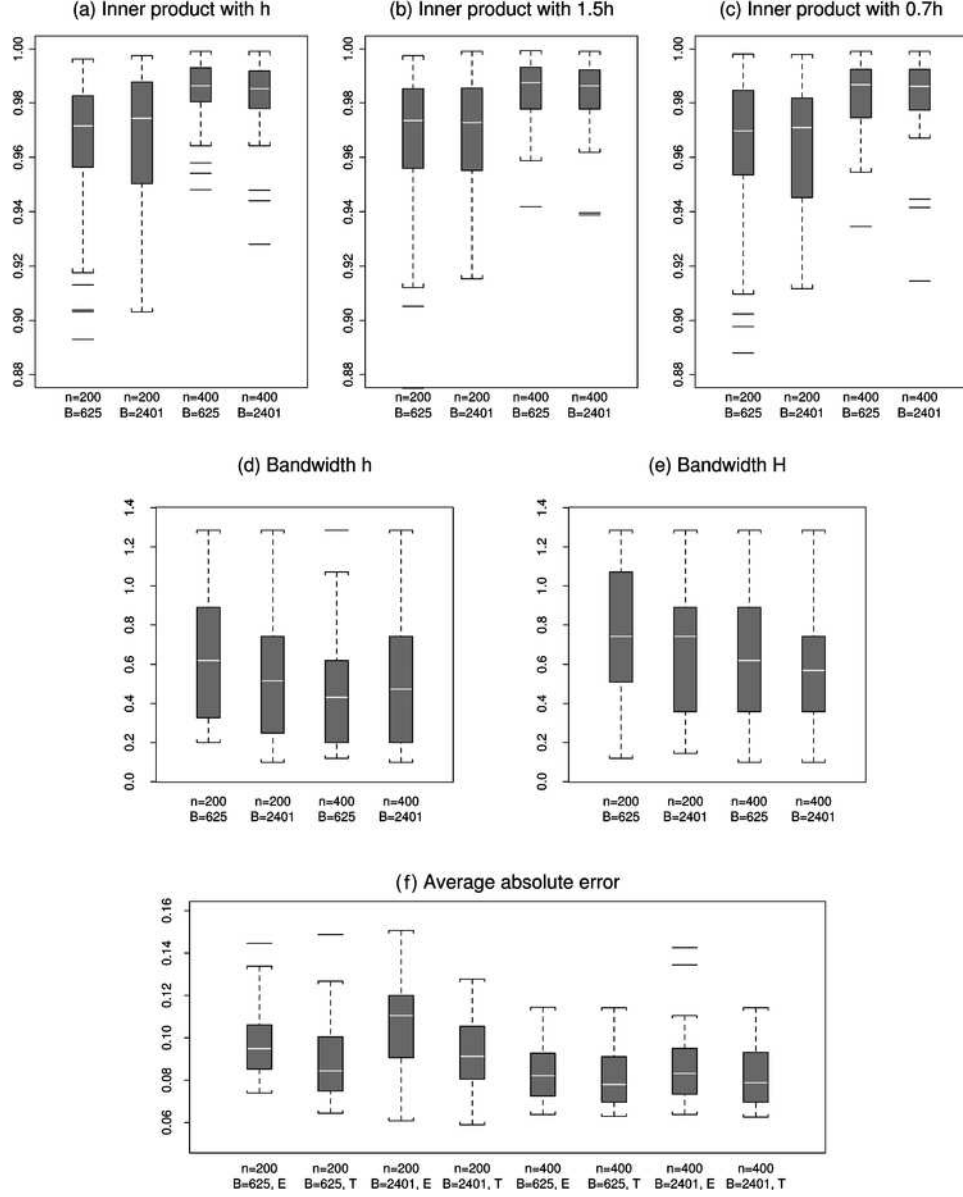 (a) Inner product with h
(b) Inner product with 1.5h
(c) Inner product with 0.7h
1.00
0.98
0.96
0.94
0.92
0.90
0.88
1.00
0.98
0.96
0.94
0.92
0.90
0.88
1.00
0.98
0.96
0.94
0.92
0.90
0.88
n=200 n=200 n=400 n=400
B=625 B=2401 B=625 B=2401
n=200 n=200 n=400 n=400
B=625 B=2401 B=625 B=2401
n=200 n=200 n=400 n=400
B=625 B=2401 B=625 B=2401
(d) Bandwidth h
(e) Bandwidth H
1.4
1.2
1.0
0.8
0.6
0.4
0.2
0.0
1.4
1.2
1.0
0.8
0.6
0.4
0.2
0.0
n=200 n=200 n=400 n=400
B=625 B=2401 B=625 B=2401
n=200 n=200 n=400 n=400
B=625 B=2401 B=625 B=2401
(f) Average absolute error
0.16
0.14
0.12
0.10
0.08
0.06
n=200 n=200 n=200 n=200 n=400 n=400 n=400 n=400
B=625, E B=625, T B=2401, E B=2401, T B=625, E B=625, T B=2401, E B=2401, T